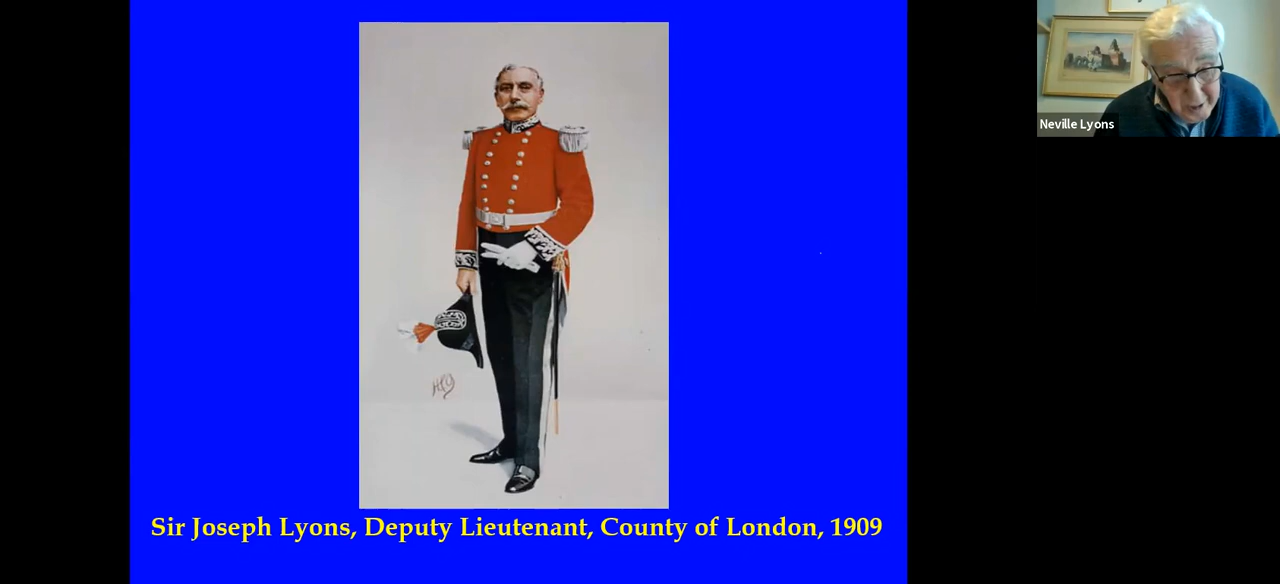 Neville Lyons
Sir Joseph Lyons, Deputy Lieutenant, County of London, 1909